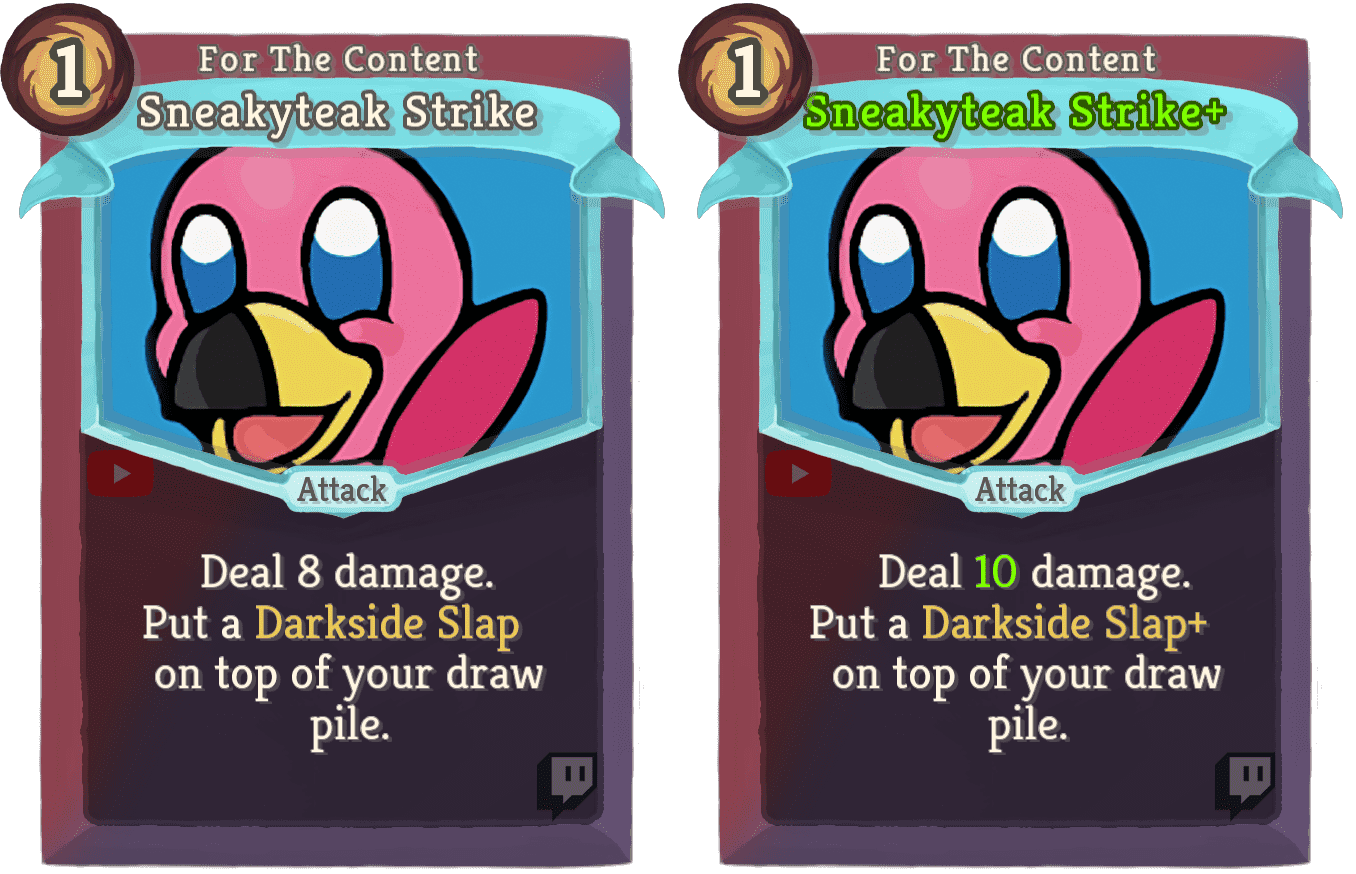 1
For The Content
Sneakyteak Strike
Attack
Deal 8 damage.
Put a Darkside Slap
on top of your draw
pile.
1
For The Content
Sneakyteak Strike+
Attack
Deal 10 damage.
Put a Darkside Slap+
on top of your draw
pile.